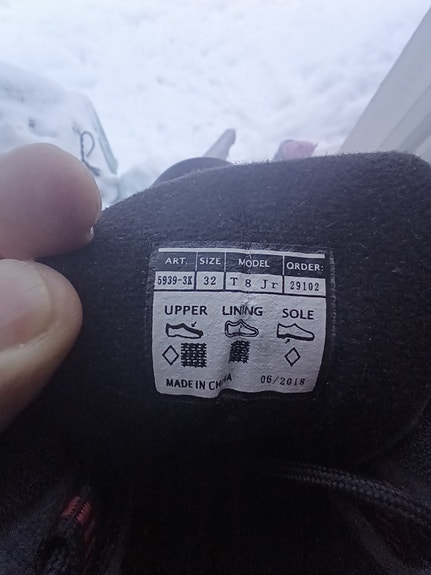 ART. SIZE MODEL ORDER:
5939-3K 32 T 8 Jr 29102
UPPER LINING SOLE
MADE IN CHINA 06/2018